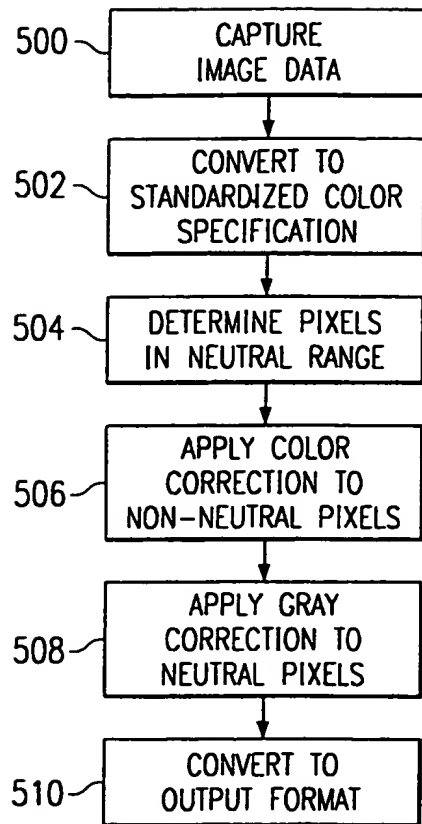 500
CAPTURE
IMAGE DATA
502
CONVERT TO
STANDARDIZED COLOR
SPECIFICATION
504
DETERMINE PIXELS
IN NEUTRAL RANGE
506
APPLY COLOR
CORRECTION TO
NON-NEUTRAL PIXELS
508
APPLY GRAY
CORRECTION TO
NEUTRAL PIXELS
510
CONVERT TO
OUTPUT FORMAT